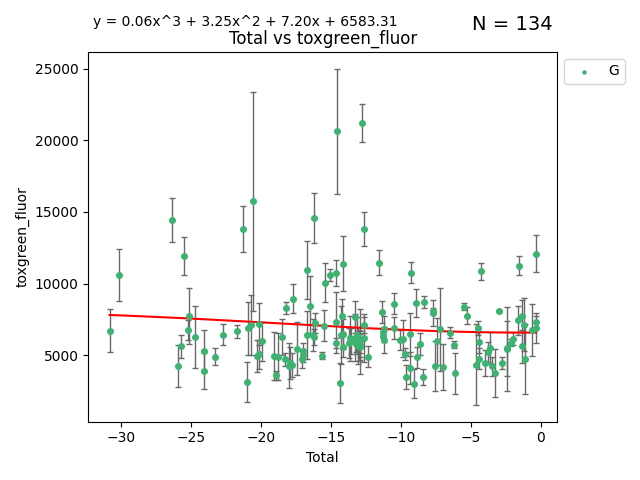 y = 0.06x^3 + 3.25x^2 + 7.20x + 6583.31
N = 134
Total vs toxgreen_fluor
G
25000
20000
15000
10000
5000
toxgreen_fluor
−30 −25 −20 −15 −10 −5 0
Total